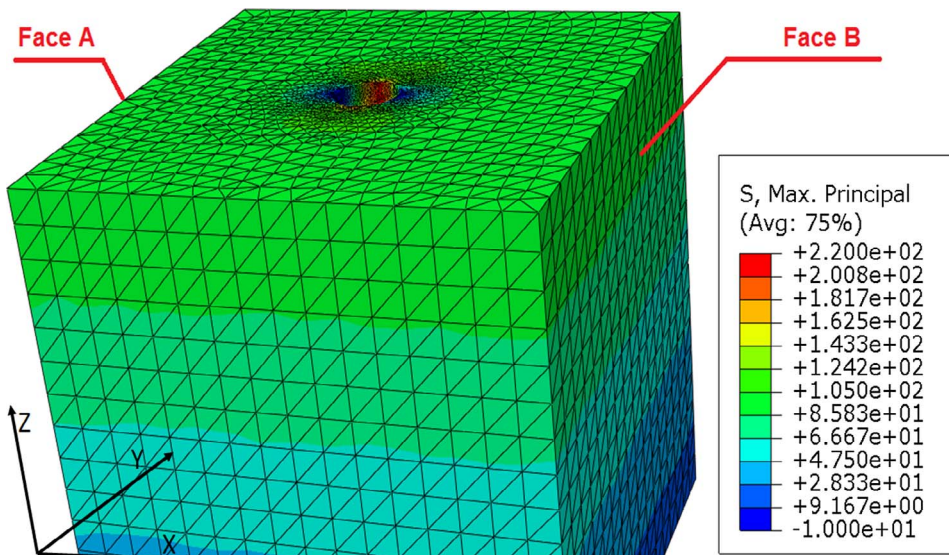 Face A
Face B
S, Max. Principal
(Avg: 75%)
+2.200e+02
+2.008e+02
+1.817e+02
+1.625e+02
+1.433e+02
+1.242e+02
+1.050e+02
+8.583e+01
+6.667e+01
+4.750e+01
+2.833e+01
+9.167e+00
-1.000e+01
Z
Y
X